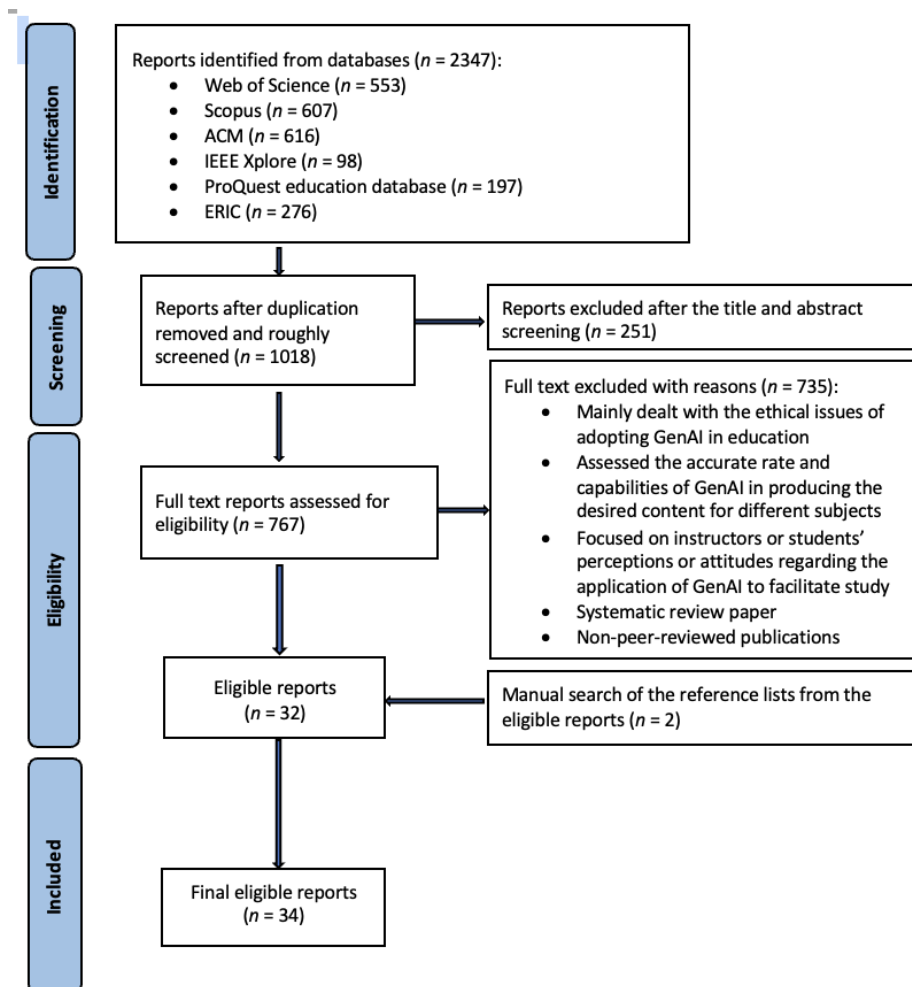 Identification
Reports identified from databases (n = 2347):
• Web of Science (n = 553)
• Scopus (n = 607)
• ACM (n = 616)
• IEEE Xplore (n = 98)
• ProQuest education database (n = 197)
• ERIC (n = 276)
Screening
Reports after duplication
removed and roughly
screened (n = 1018)
Reports excluded after the title and abstract
screening (n = 251)
Eligibility
Full text reports assessed for
eligibility (n = 767)
Full text excluded with reasons (n = 735):
• Mainly dealt with the ethical issues of
adopting GenAI in education
• Assessed the accurate rate and
capabilities of GenAI in producing the
desired content for different subjects
• Focused on instructors or students’
perceptions or attitudes regarding the
application of GenAI to facilitate study
• Systematic review paper
• Non-peer-reviewed publications
Eligible reports
(n = 32)
Manual search of the reference lists from the
eligible reports (n = 2)
Included
Final eligible reports
(n = 34)